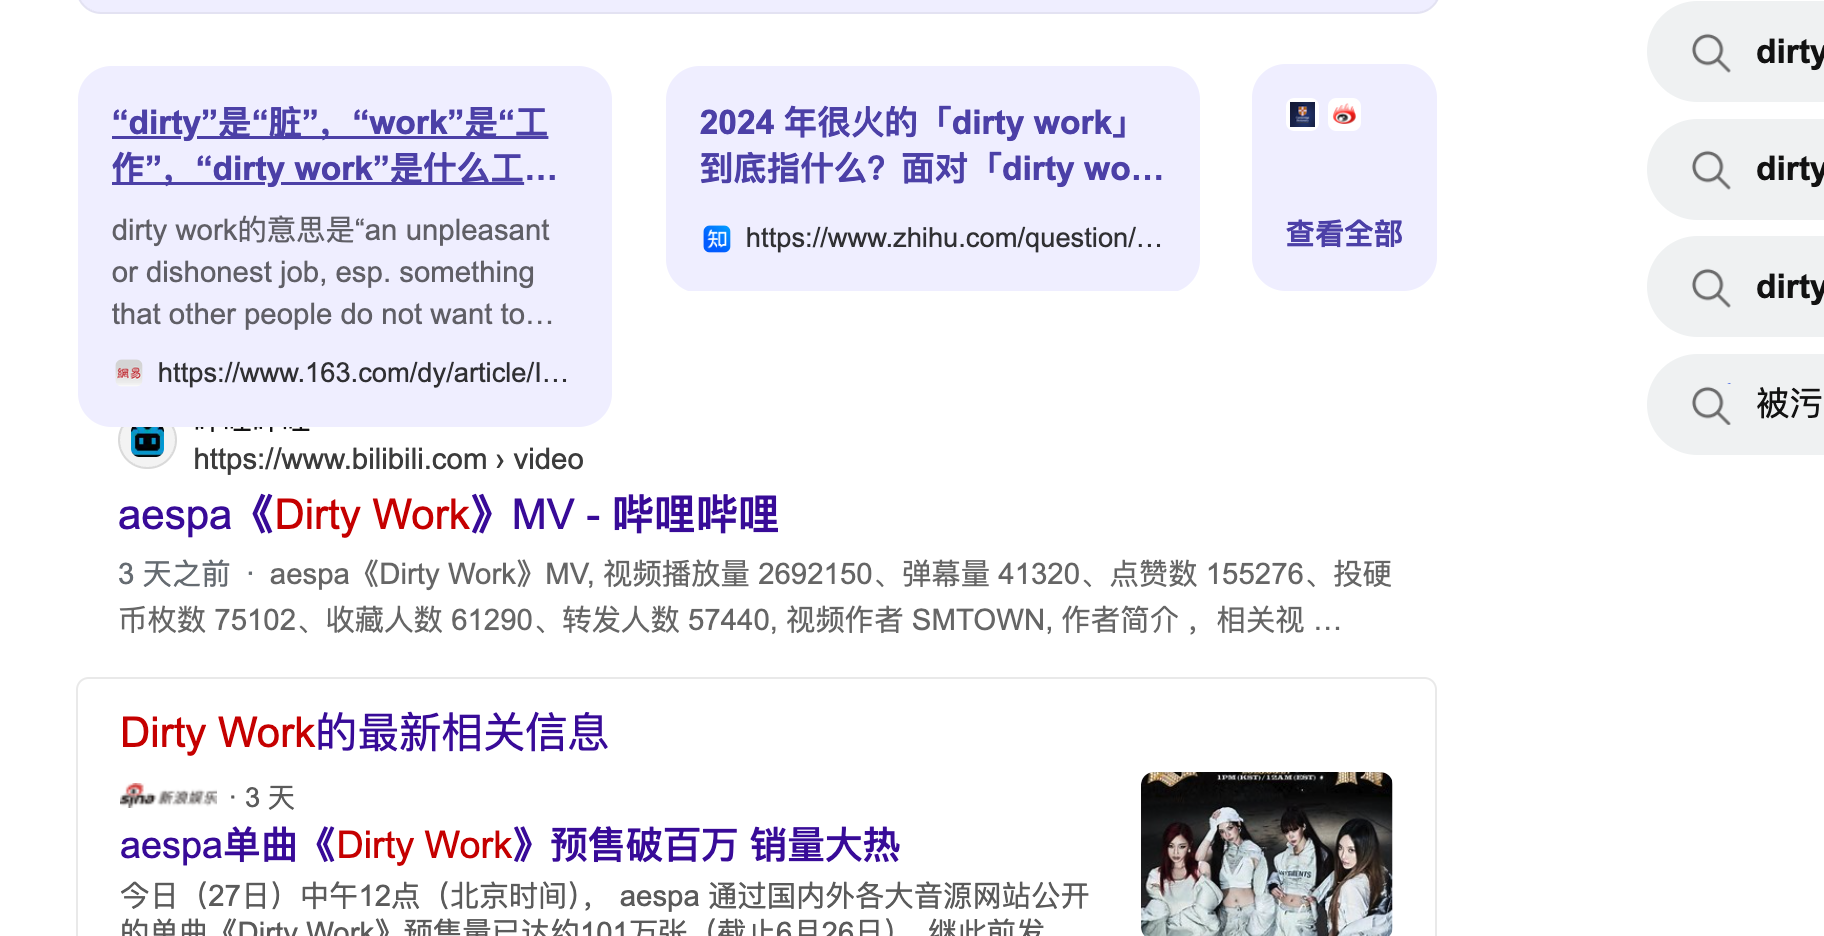 “dirty”是“脏”，“work”是“工
作”，“dirty work”是什么工…
dirty work的意思是“an unpleasant
or dishonest job, esp. something
that other people do not want to…
https://www.163.com/dy/article/I…
2024 年很火的「dirty work」
到底指什么？面对「dirty wo…
知 https://www.zhihu.com/question/…
查看全部
dirty
dirty
dirty
被污
https://www.bilibili.com › video
aespa《Dirty Work》MV - 哔哩哔哩
3 天之前 · aespa《Dirty Work》MV, 视频播放量 2692150、弹幕量 41320、点赞数 155276、投硬
币枚数 75102、收藏人数 61290、转发人数 57440, 视频作者 SMTOWN, 作者简介 ，相关视 …
Dirty Work的最新相关信息
sina 新浪娱乐 · 3 天
aespa单曲《Dirty Work》预售破百万 销量大热
今日（27日）中午12点（北京时间）， aespa 通过国内外各大音源网站公开
的单曲《Dirty Work》预售量已达约101万张（截止6月26日），继此前发
1PM (KST) / 12AM (EST)